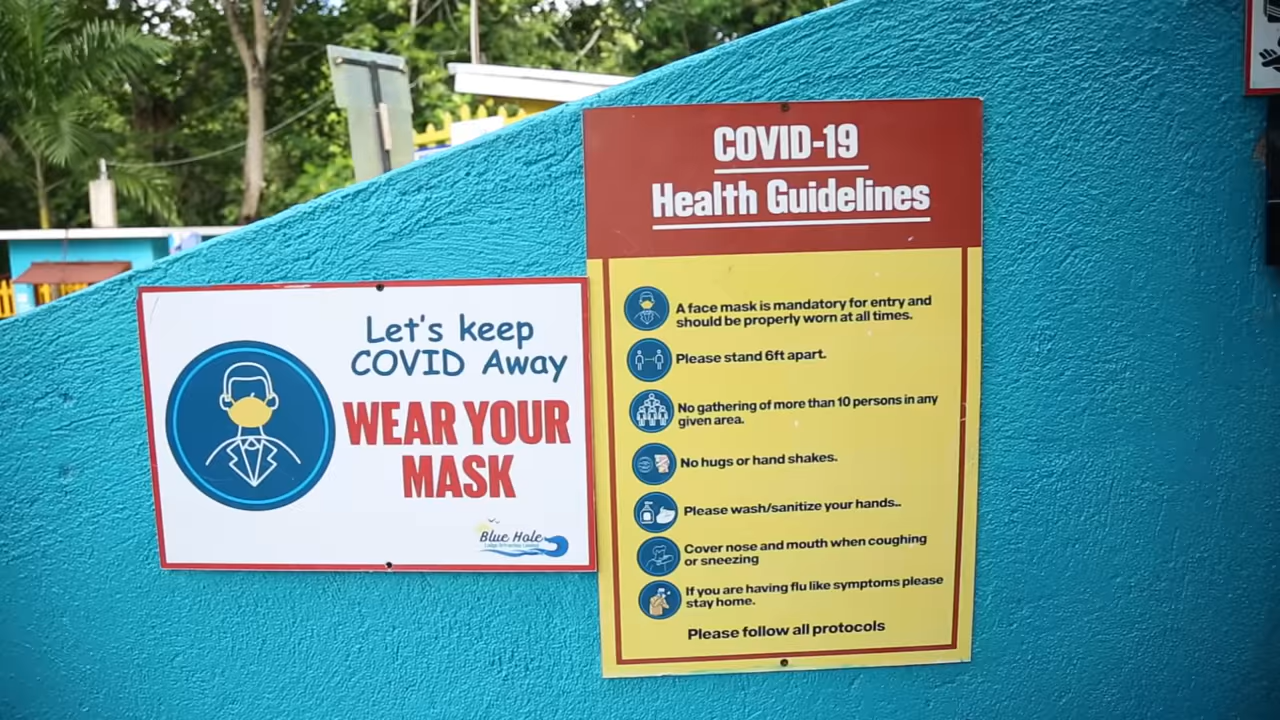 Let's keep
COVID Away
WEAR YOUR
MASK
Blue Hole
COVID-19
Health Guidelines
A face mask is mandatory for entry and
should be properly worn at all times.
Please stand 6ft apart.
No gathering of more than 10 persons in any
given area.
No hugs or hand shakes.
Please wash/sanitize your hands..
Cover nose and mouth when coughing
or sneezing
If you are having flu like symptoms please
stay home.
Please follow all protocols